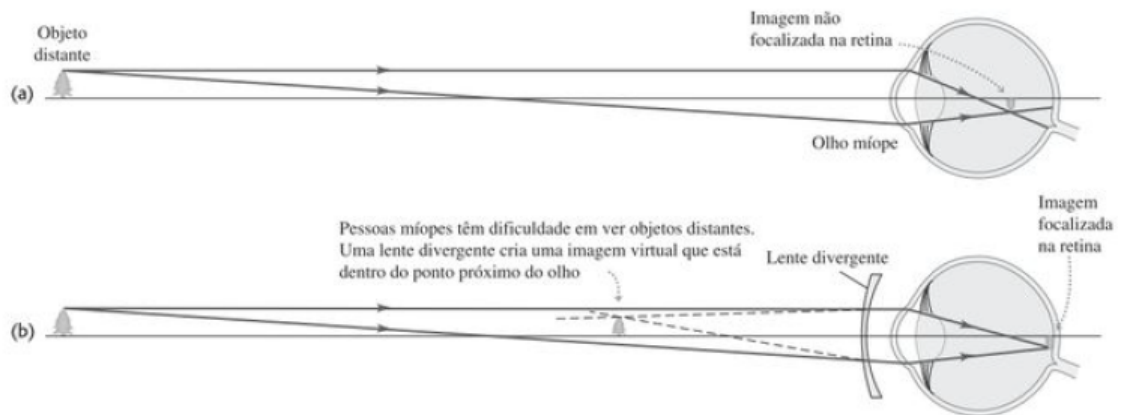 Objeto
distante
Imagem não
focalizada na retina
(a)
Olho míope
Pessoas míopes têm dificuldade em ver objetos distantes.
Uma lente divergente cria uma imagem virtual que está
dentro do ponto próximo do olho
Lente divergente
Imagem
focalizada
na retina
(b)